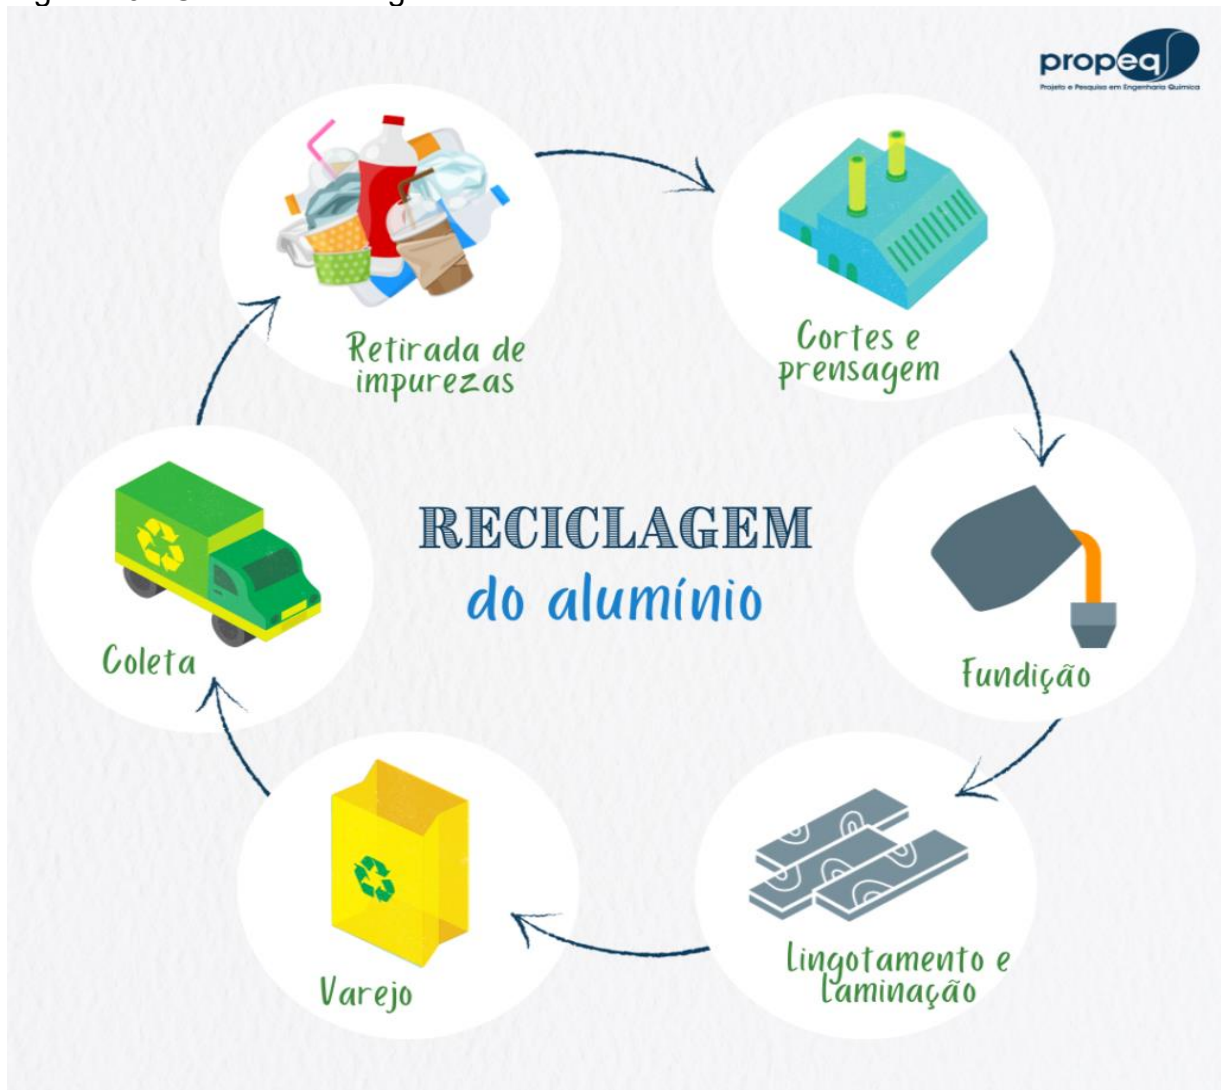 propeq
Projeto e Pesquisa em Engenharia Química
Retirada de
impurezas
Cortes e
prensagem
RECICLAGEM
do alumínio
Coleta
Fundição
Lingotamento e
Laminação
Varejo